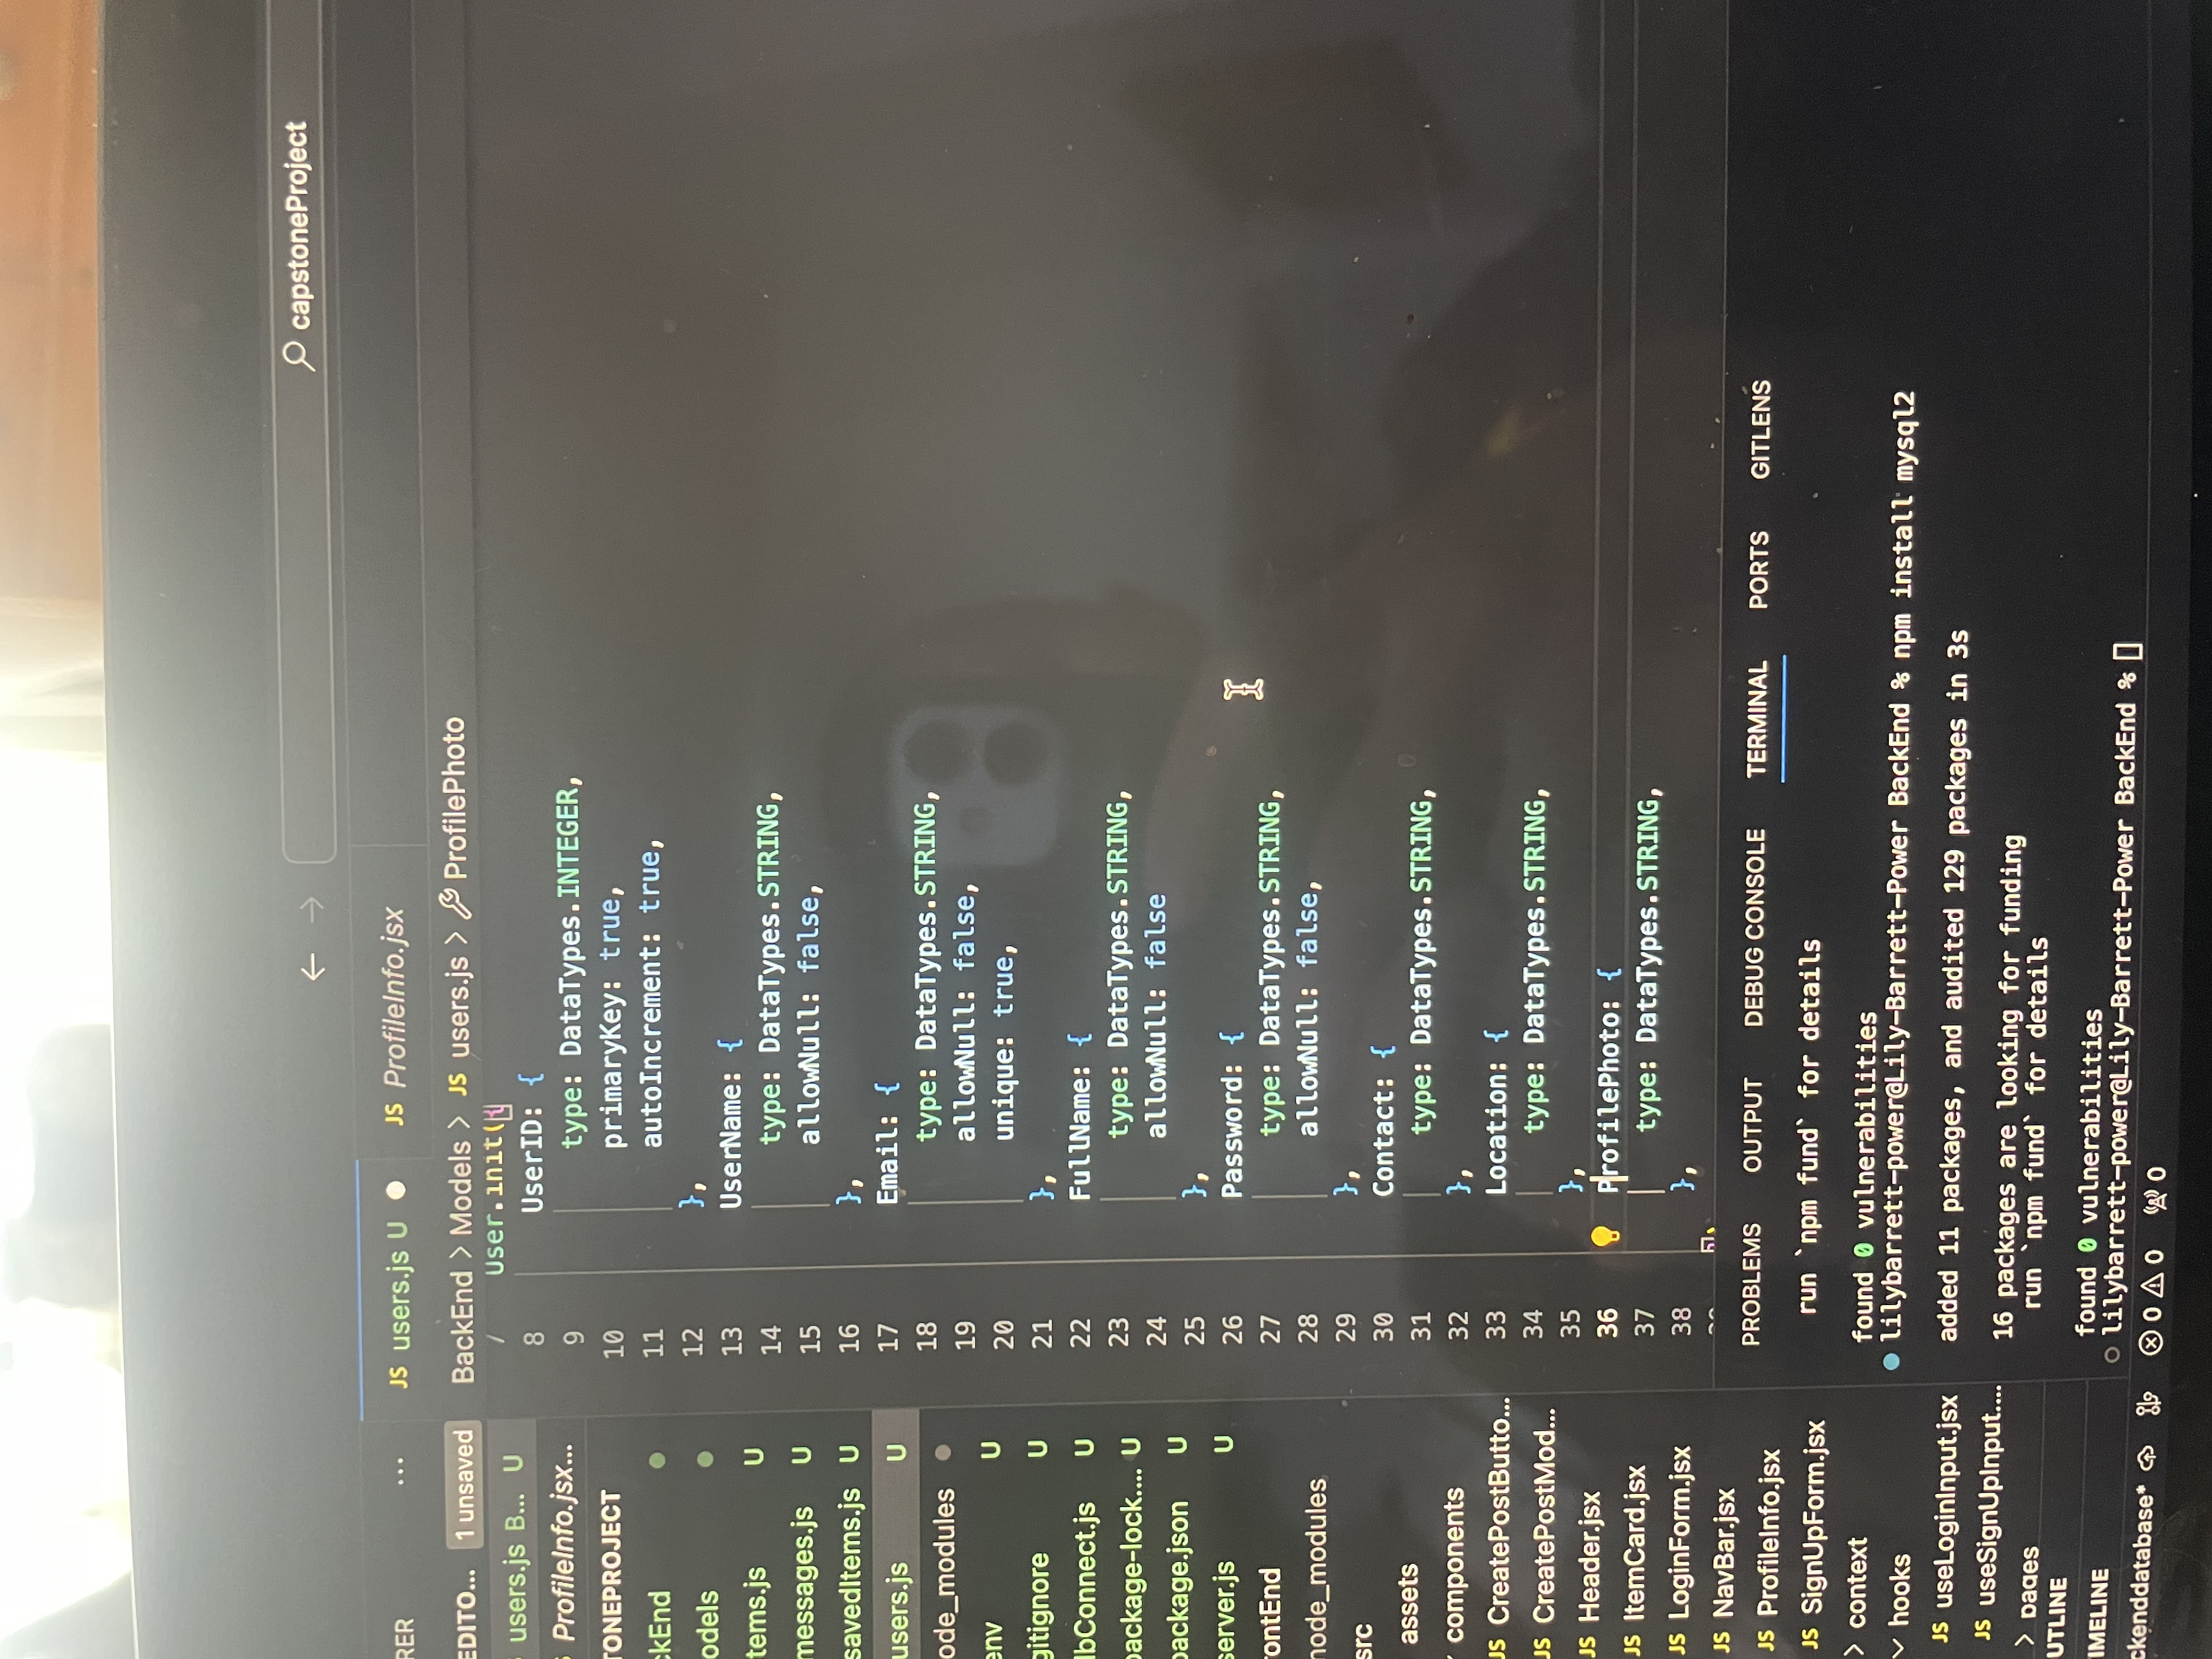 capstoneProject
RER ...
JS users.js U
JS ProfileInfo.jsx
EDITO... 1 unsaved
BackEnd > Models > JS users.js > ProfilePhoto
users.js B... U
ProfileInfo.jsx...
TONEPROJECT
ckEnd
odels
tems.js U
messages.js U
savedItems.js U
users.js U
ode_modules
env U
gitignore U
lbConnect.js U
package-lock.... U
package.json U
server.js U
rontEnd
node_modules
src
assets
components
JS CreatePostButto...
JS CreatePostMod...
JS Header.jsx
JS ItemCard.jsx
JS LoginForm.jsx
JS NavBar.jsx
JS ProfileInfo.jsx
JS SignUpForm.jsx
> context
hooks
JS useLoginInput.jsx
JS useSignUpInput....
> pages
UTLINE
IMELINE
7 User.init({
8 UserID: {
9 type: DataTypes.INTEGER,
10 primaryKey: true,
11 autoIncrement: true,
12 },
13 UserName: {
14 type: DataTypes.STRING,
15 allowNull: false,
16 },
17 Email: {
18 type: DataTypes.STRING,
19 allowNull: false,
20 unique: true,
21 },
22 FullName: {
23 type: DataTypes.STRING,
24 allowNull: false
25 },
26 Password: {
27 type: DataTypes.STRING,
28 allowNull: false,
29 },
30 Contact: {
31 type: DataTypes.STRING,
32 },
33 Location: {
34 type: DataTypes.STRING,
35 },
36 ProfilePhoto: {
37 type: DataTypes.STRING,
38 },
PROBLEMS OUTPUT DEBUG CONSOLE TERMINAL PORTS GITLENS
run `npm fund` for details
found 0 vulnerabilities
lilybarrett-power@Lily-Barrett-Power BackEnd % npm install mysql2
added 11 packages, and audited 129 packages in 3s
16 packages are looking for funding
run `npm fund` for details
found 0 vulnerabilities
lilybarrett-power@Lily-Barrett-Power BackEnd %
ckenddatabase* 0 0 0